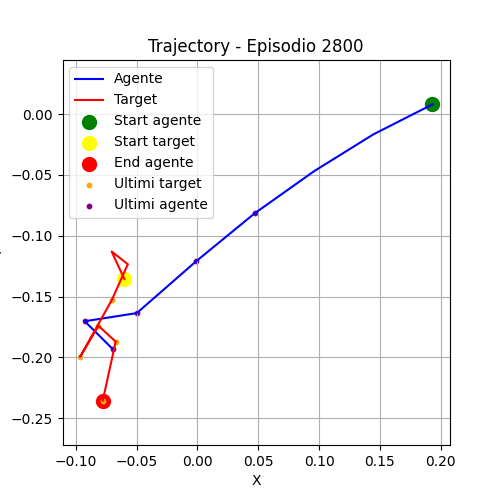 Trajectory - Episodio 2800
Agente
Target
Start agente
Start target
End agente
Ultimi target
Ultimi agente
0.00
−0.05
−0.10
−0.15
−0.20
−0.25
−0.10
−0.05
0.00
0.05
0.10
0.15
0.20
X